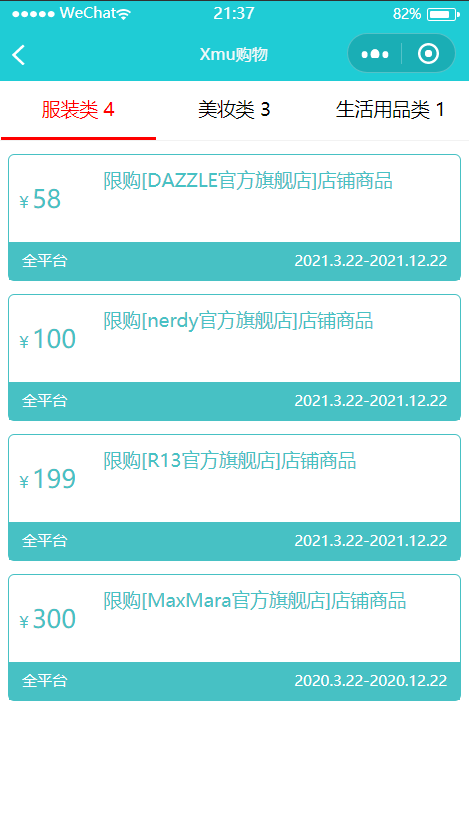 WeChat 21:37 82%
Xmu购物
服装类 4 美妆类 3 生活用品类 1
限购[DAZZLE官方旗舰店]店铺商品
¥58
全平台 2021.3.22-2021.12.22
限购[nerdy官方旗舰店]店铺商品
¥100
全平台 2021.3.22-2021.12.22
限购[R13官方旗舰店]店铺商品
¥199
全平台 2021.3.22-2021.12.22
限购[MaxMara官方旗舰店]店铺商品
¥300
全平台 2020.3.22-2020.12.22